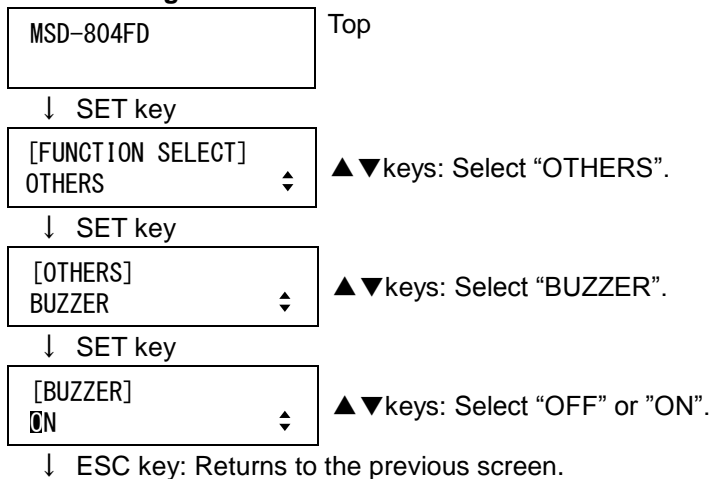 MSD-804FD
Top
↓ SET key
[FUNCTION SELECT]
OTHERS
▲▼keys: Select “OTHERS”.
↓ SET key
[OTHERS]
BUZZER
▲▼keys: Select “BUZZER”.
↓ SET key
[BUZZER]
ON
▲▼keys: Select “OFF” or ”ON”.
↓ ESC key: Returns to the previous screen.